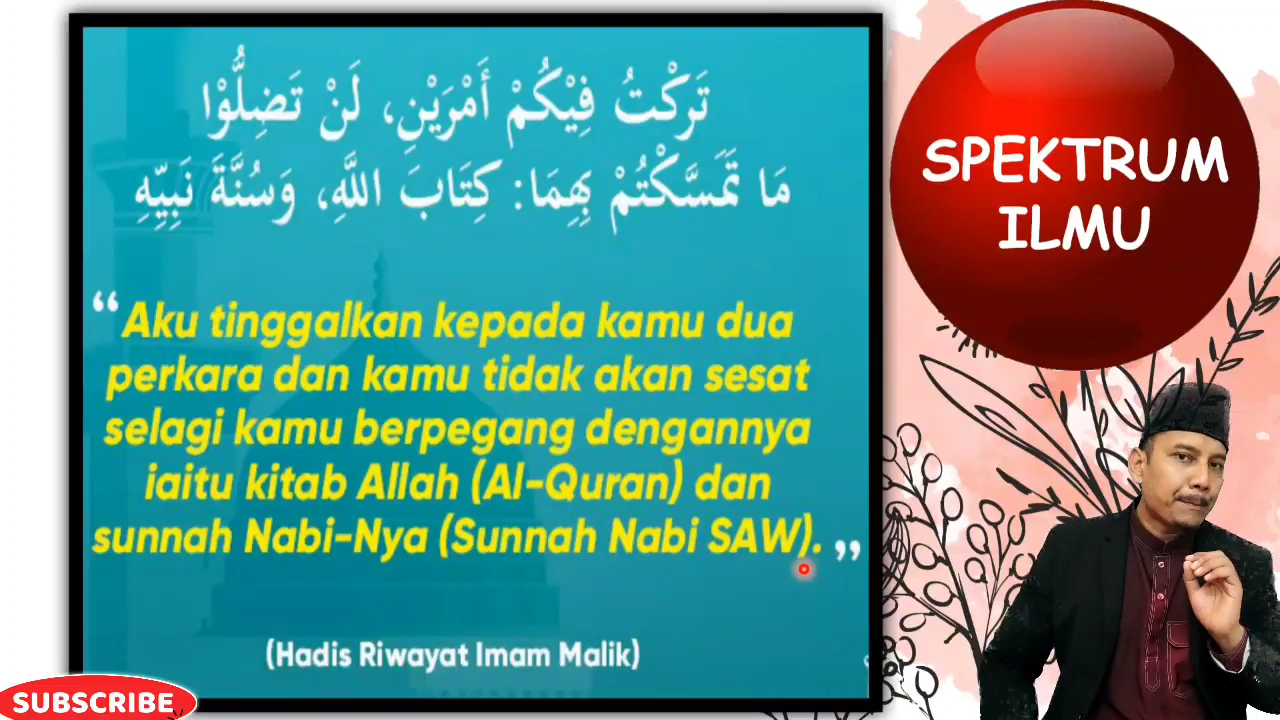 تَرَكْتُ فِيْكُمْ أَمْرَيْنِ، لَنْ تَضِلُّوْا
مَا تَمَسَّكْتُمْ بِهِمَا: كِتَابَ اللَّهِ، وَسُنَّةَ نَبِيِّهِ
“Aku tinggalkan kepada kamu dua
perkara dan kamu tidak akan sesat
selagi kamu berpegang dengannya
iaitu kitab Allah (Al-Quran) dan
sunnah Nabi-Nya (Sunnah Nabi SAW).”
(Hadis Riwayat Imam Malik)
SPEKTRUM
ILMU
SUBSCRIBE